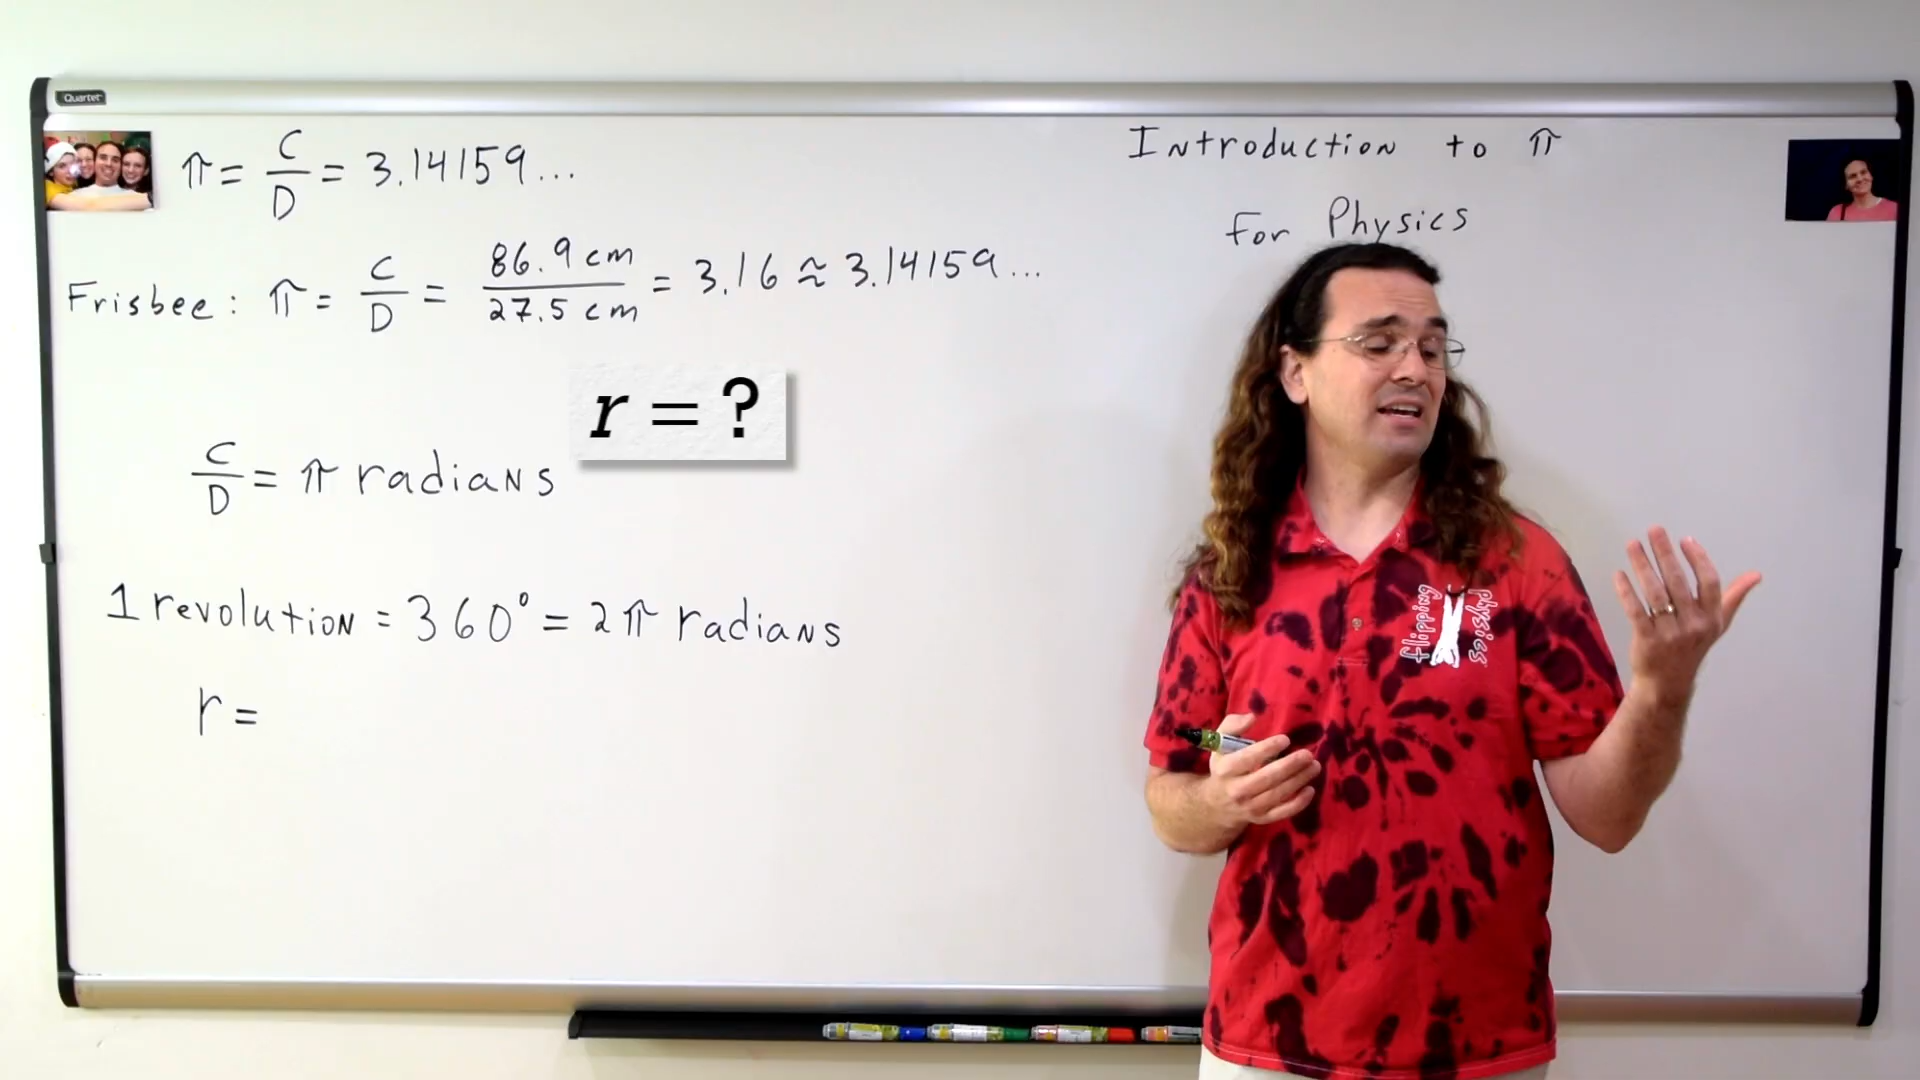 Quartet
π = C/D = 3.14159...
Introduction to π
For Physics
Frisbee: π = C/D = 86.9 cm/27.5 cm = 3.16 ≈ 3.14159...
r = ?
C/D = π radians
1 revolution = 360° = 2π radians
r =
flipping
physics